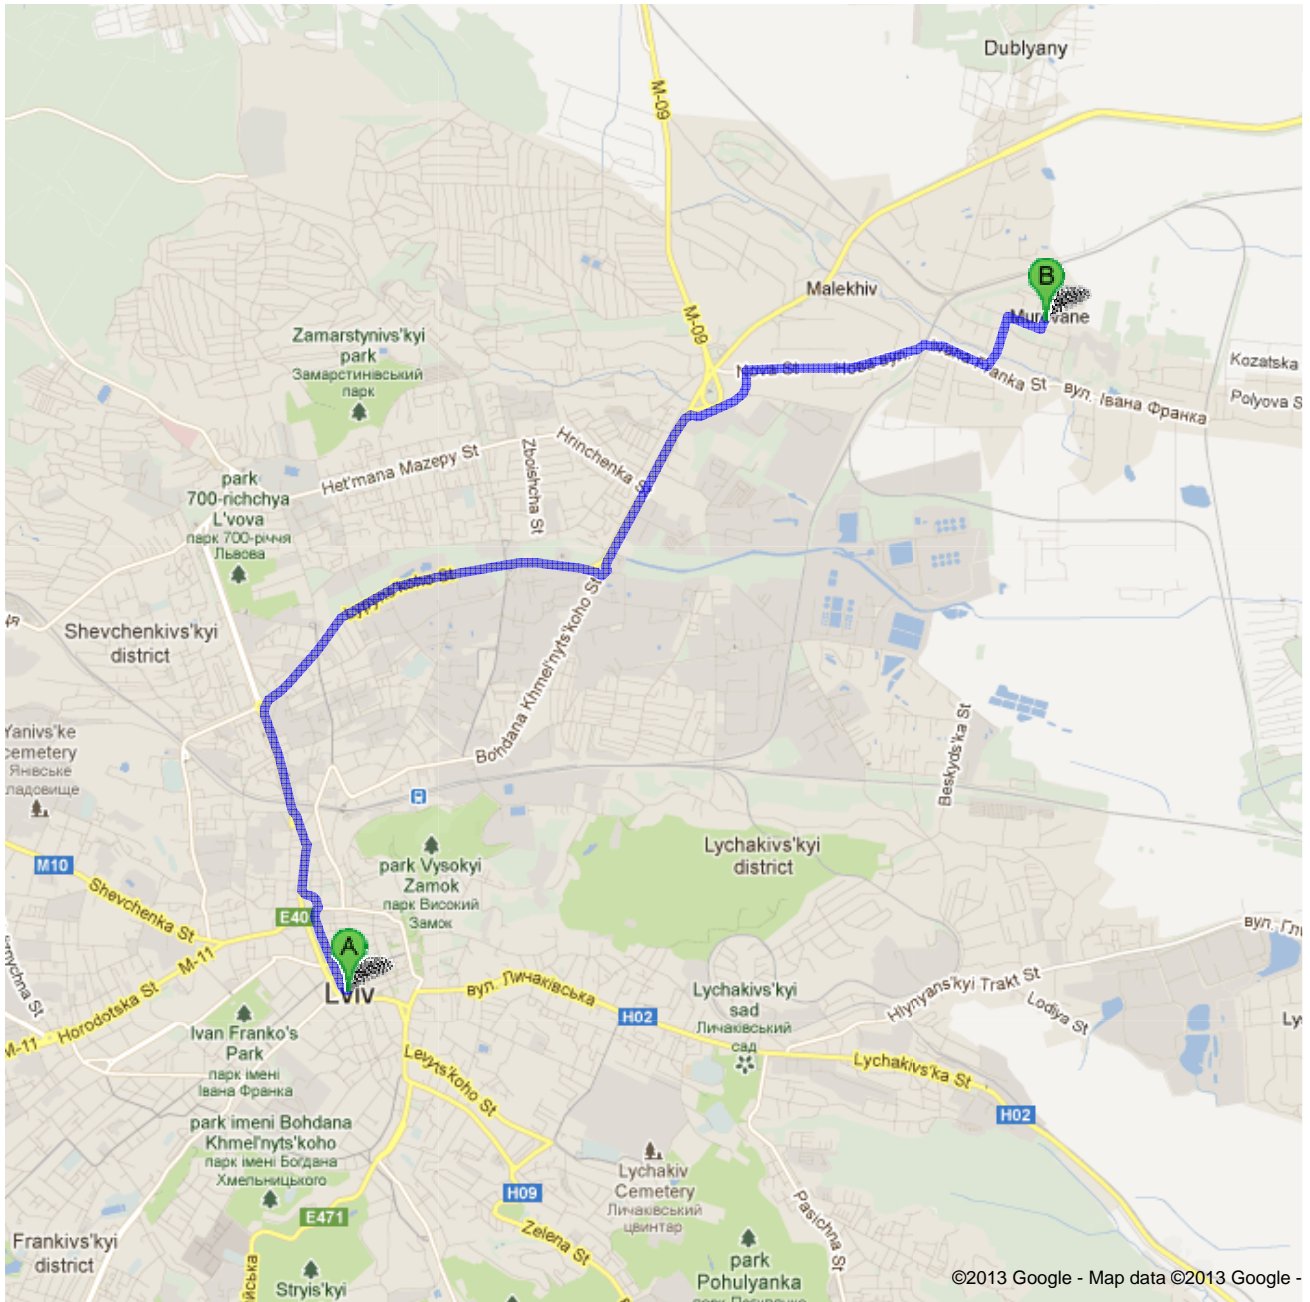 Dublyany
M-09
Malekhiv
B
M-09
Zamarstynivs'kyi
park
Замарстинівський
парк
Kozatska
Nova St
вул. Івана Франка
Polyova S
Hrinchenka
Het'mana Mazepy St
Zboishcha St
park
700-richchya
L'vova
парк 700-річчя
Львова
Shevchenkivs'kyi
district
Bohdana Khmel'nyts'koho St
Beskyds'ka St
Yanivs'ke
cemetery
Янівське
ладовище
Lychakivs'kyi
district
park Vysokyi
Zamok
парк Високий
Замок
M10
Shevchenka St
E40
M-11
A
Lviv
вул. Личаківська
H02
Lychakivs'kyi
sad
Личаківський
сад
Hlynyans'kyi Trakt St
вул. Гли
Lodiya St
Ly
Horodotska St
M-11
Ivan Franko's
Park
парк імені
Івана Франка
Levyts'koho St
Lychakivs'ka St
H02
park imeni Bohdana
Khmel'nyts'koho
парк імені Богдана
Хмельницького
Lychakiv
Cemetery
Личаківський
цвинтар
H09
E471
Zelena St
Pasichna St
Frankivs'kyi
district
Stryis'kyi
park
Pohulyanka
©2013 Google - Map data ©2013 Google -